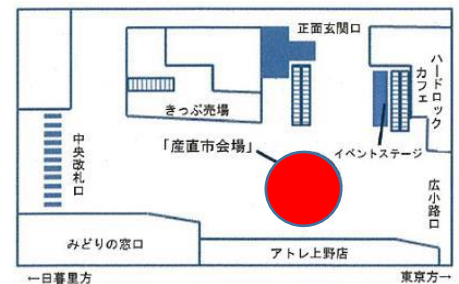 正面玄関口
ハードロック
カフェ
きっぷ売場
「産直市会場」
イベントステージ
中央改札口
広小路口
みどりの窓口
アトレ上野店
←日暮里方
東京方→